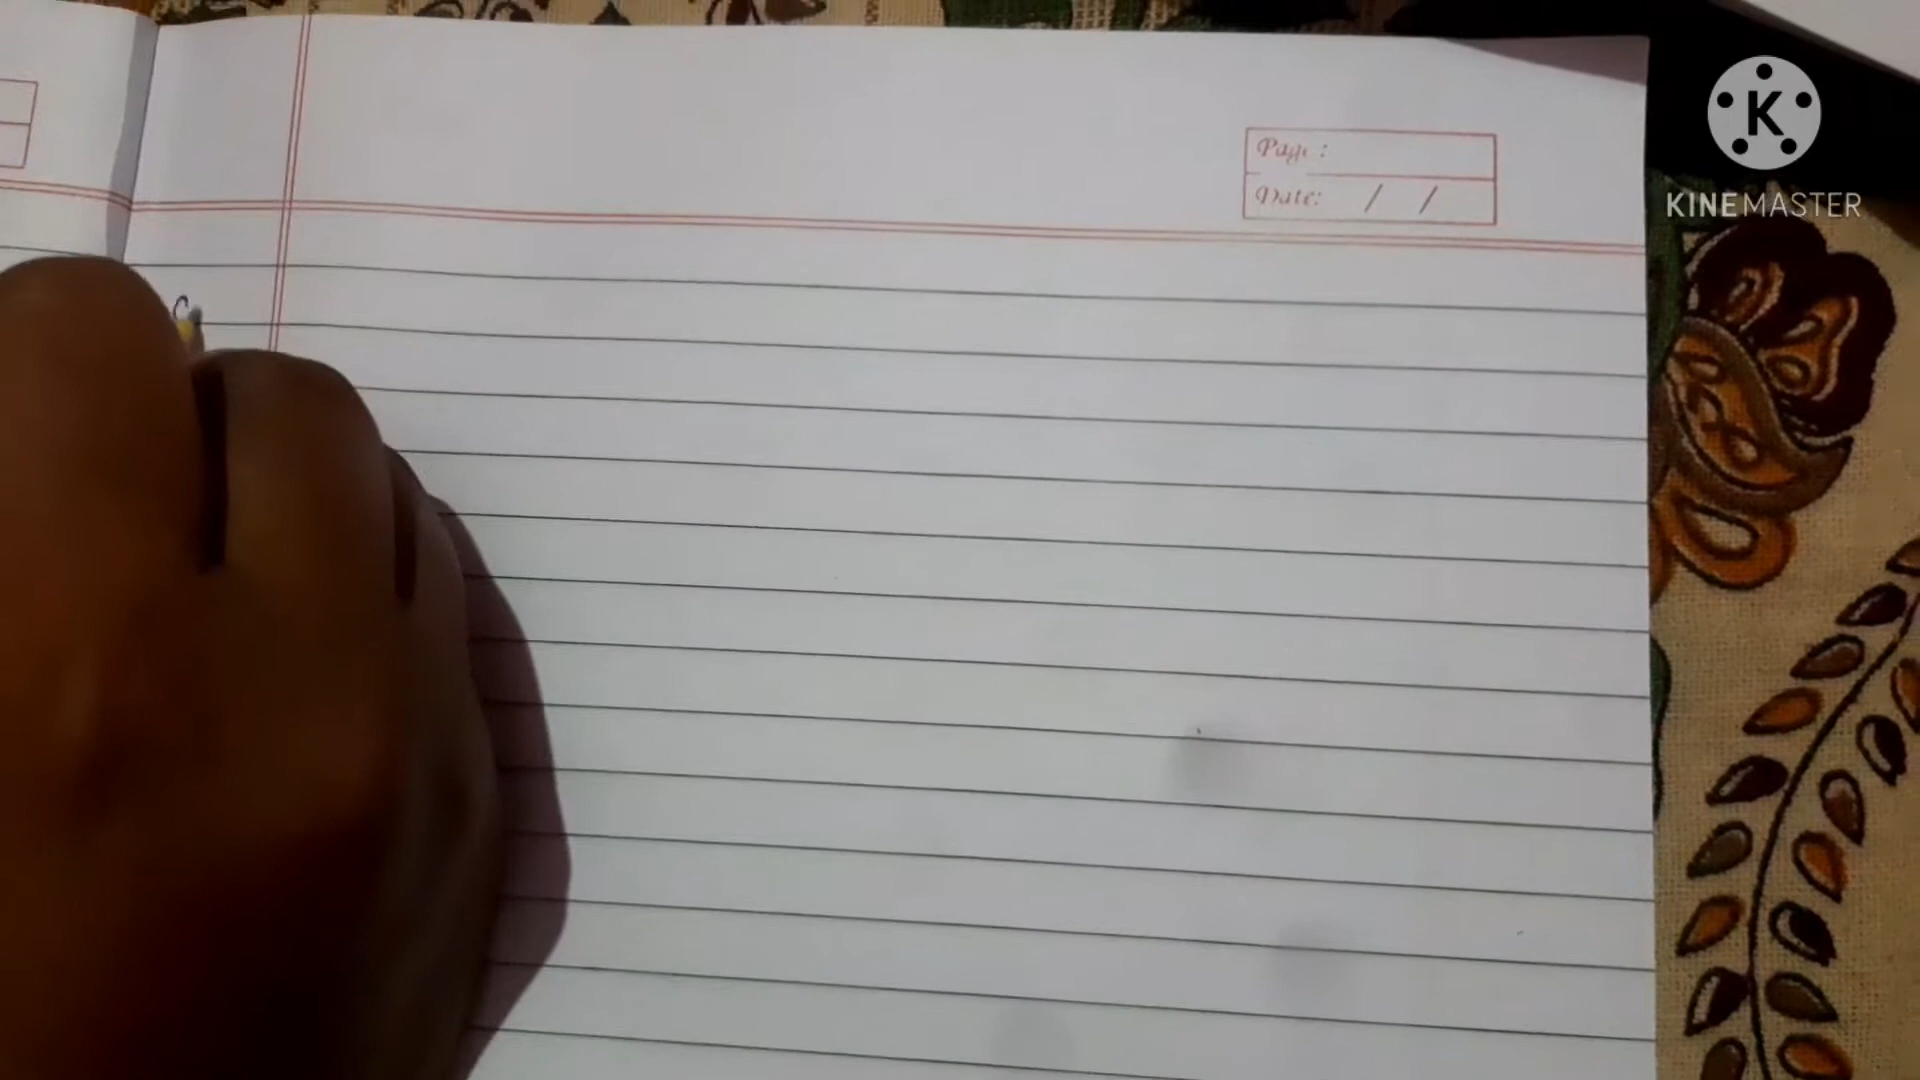 Page :
Date: / /
K
KINEMASTER